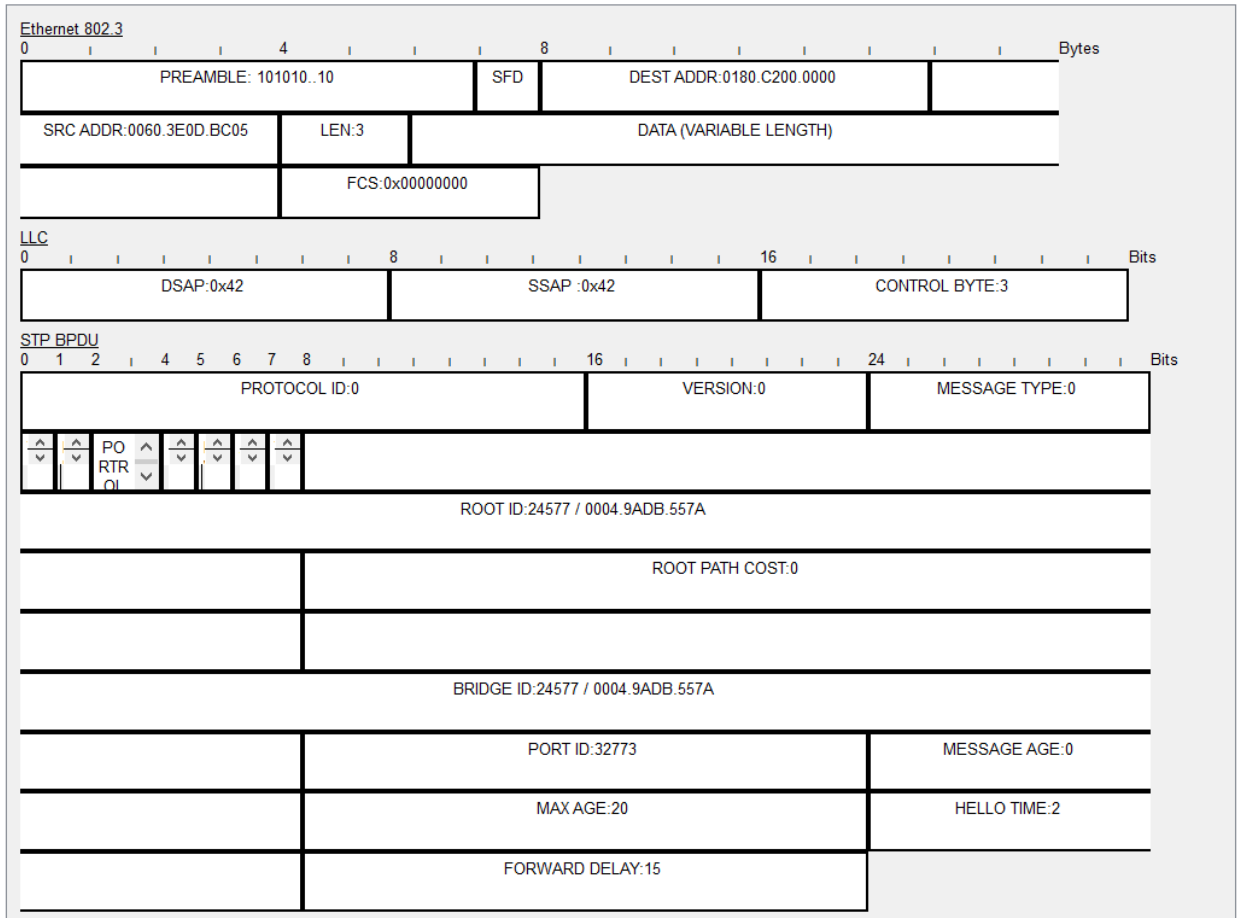 Ethernet 802.3
0 4 8 Bytes
PREAMBLE: 101010..10 SFD DEST ADDR:0180.C200.0000
SRC ADDR:0060.3E0D.BC05 LEN:3 DATA (VARIABLE LENGTH)
FCS:0x00000000
LLC
0 8 16 Bits
DSAP:0x42 SSAP :0x42 CONTROL BYTE:3
STP BPDU
0 1 2 4 5 6 7 8 16 24 Bits
PROTOCOL ID:0 VERSION:0 MESSAGE TYPE:0
PO
RTR
ROOT ID:24577 / 0004.9ADB.557A
ROOT PATH COST:0
BRIDGE ID:24577 / 0004.9ADB.557A
PORT ID:32773 MESSAGE AGE:0
MAX AGE:20 HELLO TIME:2
FORWARD DELAY:15